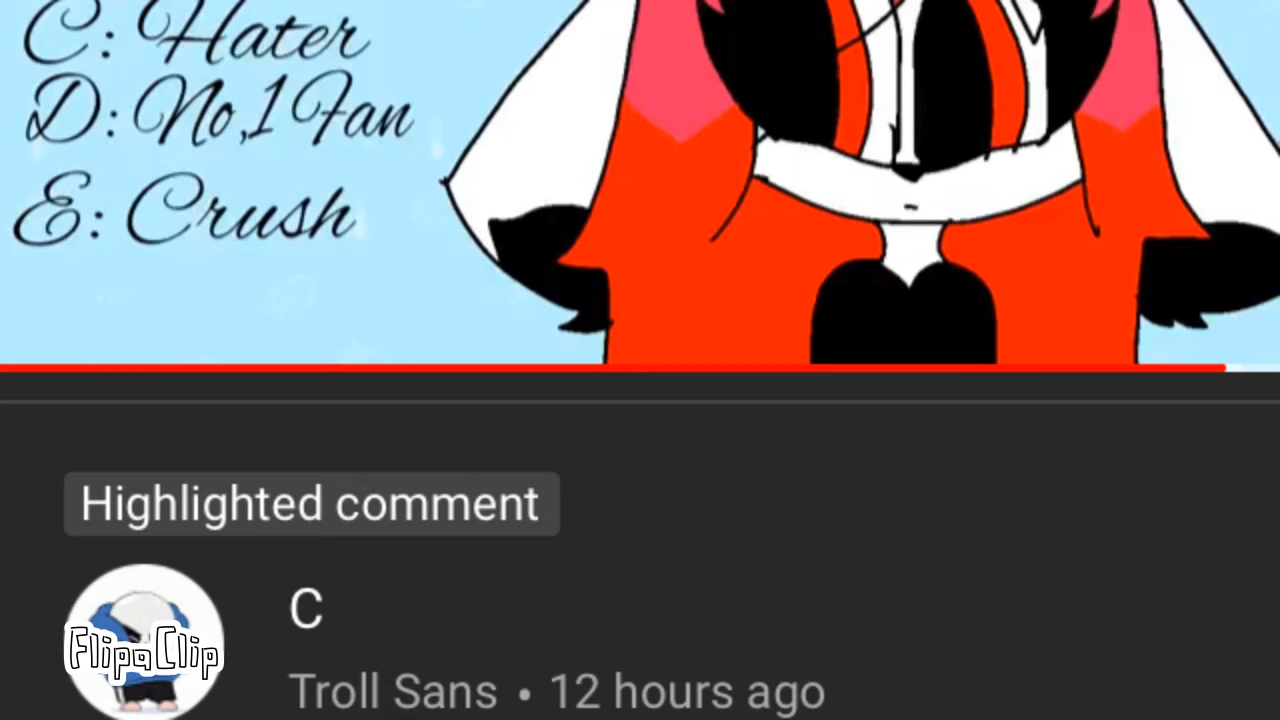 C: Hater
D: No,1 Fan
E: Crush
Highlighted comment
C
FlipaClip
Troll Sans • 12 hours ago